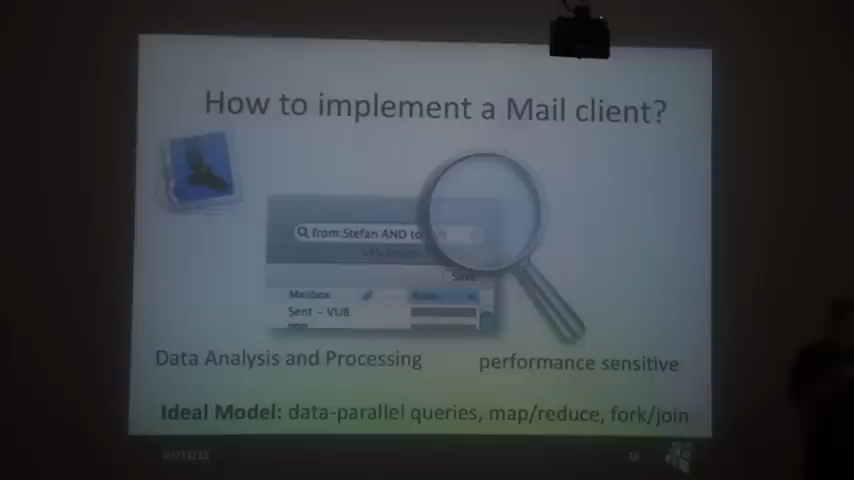 How to implement a Mail client?
from:Stefan AND to
Save
Mailbox
Sent - VUB
Data Analysis and Processing
performance sensitive
Ideal Model: data-parallel queries, map/reduce, fork/join
10